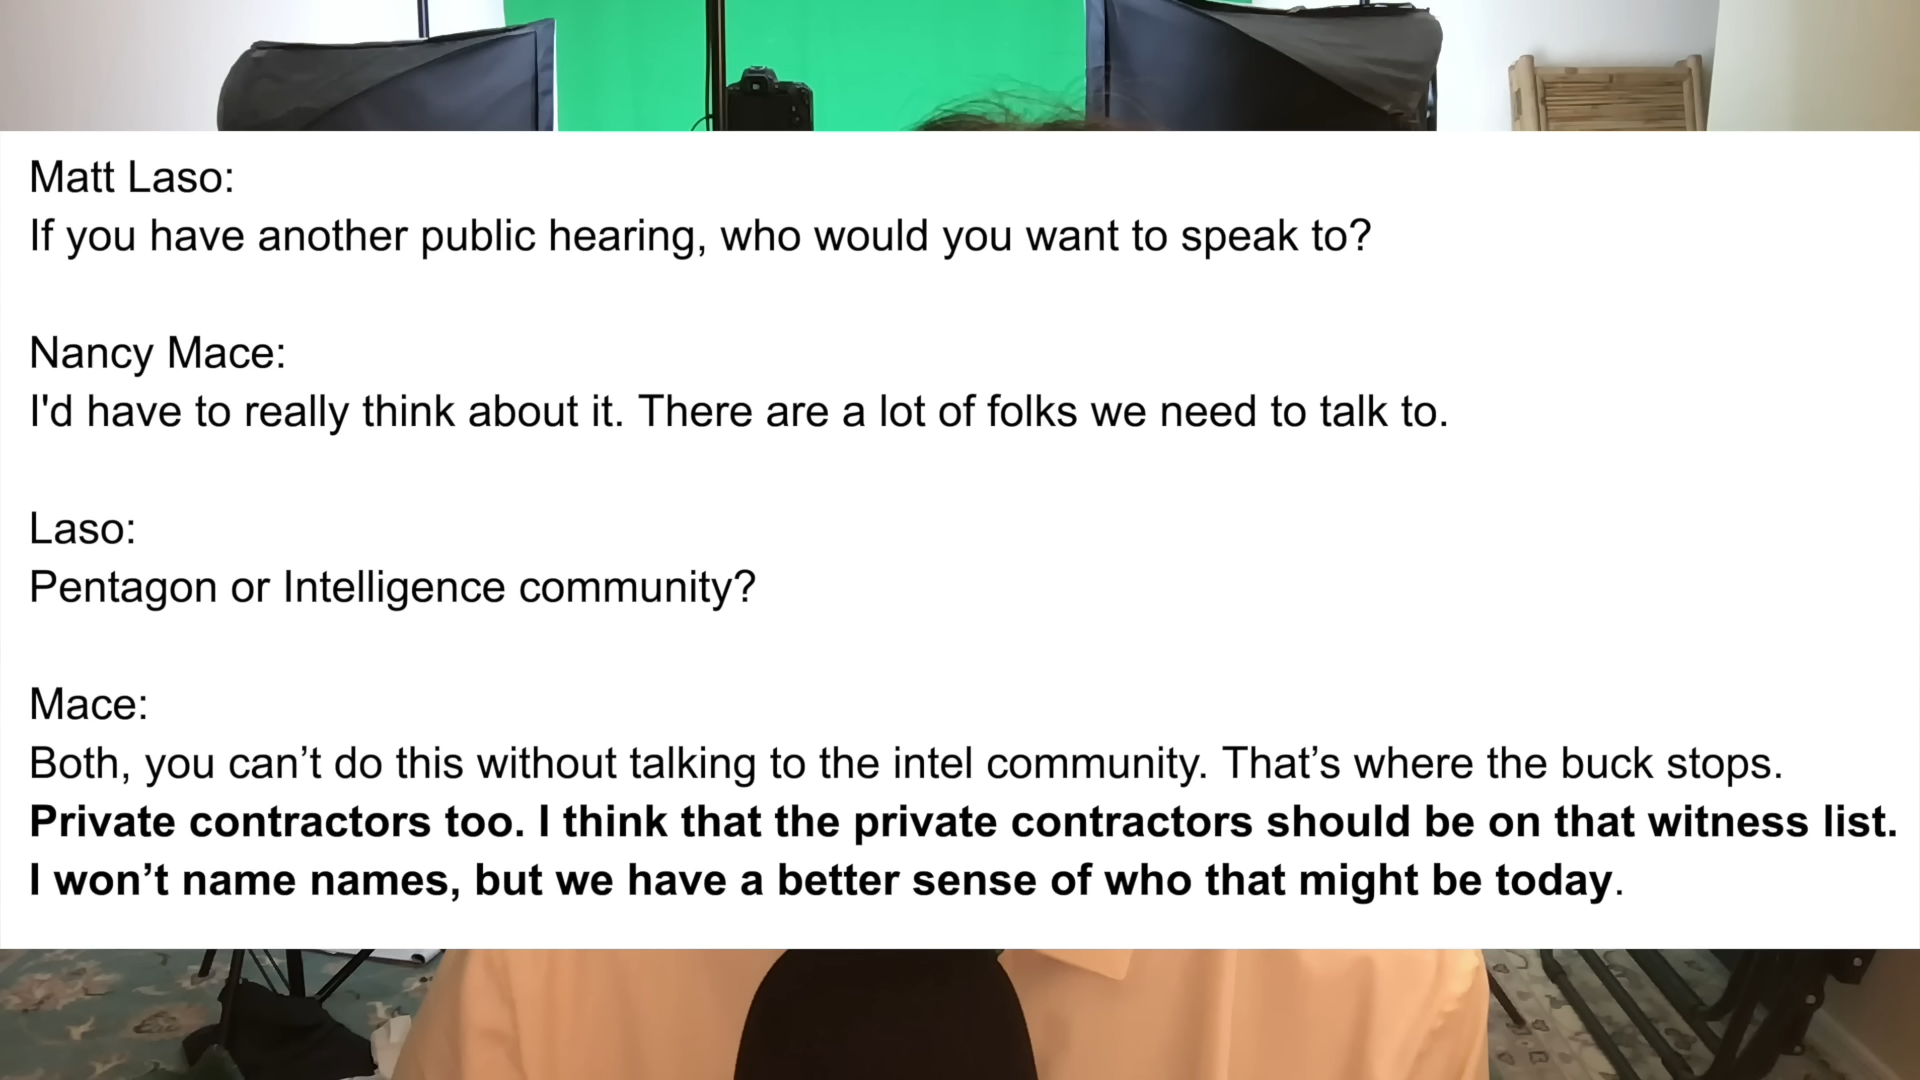 Matt Laso:
If you have another public hearing, who would you want to speak to?
Nancy Mace:
I'd have to really think about it. There are a lot of folks we need to talk to.
Laso:
Pentagon or Intelligence community?
Mace:
Both, you can’t do this without talking to the intel community. That’s where the buck stops.
Private contractors too. I think that the private contractors should be on that witness list.
I won’t name names, but we have a better sense of who that might be today.